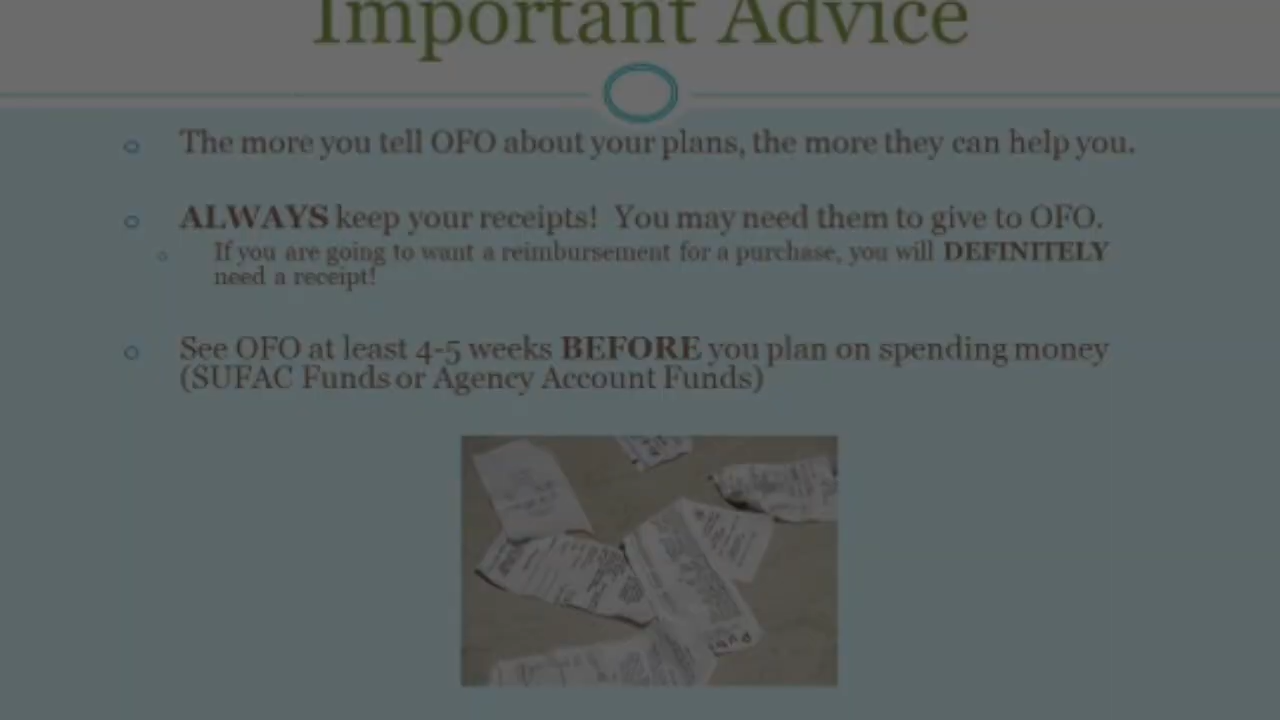 Important Advice
The more you tell OFO about your plans, the more they can help you.
ALWAYS keep your receipts! You may need them to give to OFO.
If you are going to want a reimbursement for a purchase, you will DEFINITELY
need a receipt!
See OFO at least 4-5 weeks BEFORE you plan on spending money
(SUFAC Funds or Agency Account Funds)